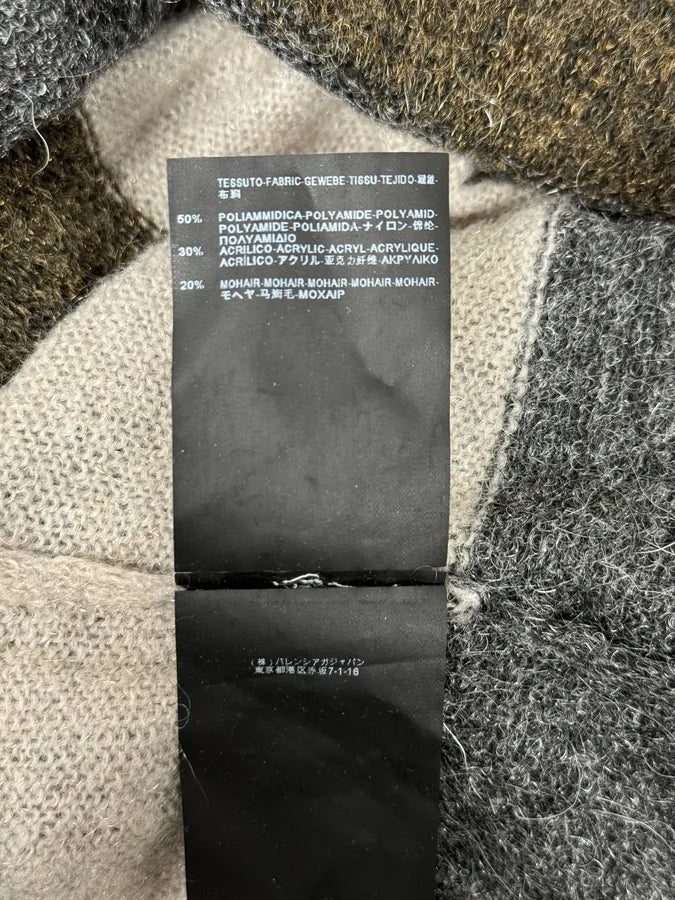 TESSUTO-FABRIC-GEWEBE-TISSU-TEJIDO-繊維-
布料
50% POLIAMMIDICA-POLYAMIDE-POLYAMID-
POLYAMIDE-POLIAMIDA-ナイロン-锦纶-
ΠΟΛΥΑΜΙΔΙΟ
30% ACRILICO-ACRYLIC-ACRYL-ACRYLIQUE-
ACRÍLICO-アクリル-亚克力纤维-ΑΚΡΥΛΙΚΟ
20% MOHAIR-MOHAIR-MOHAIR-MOHAIR-MOHAIR-
モヘヤ-马海毛-ΜΟΧΑΙΡ
(株)バレンシアガジャパン
東京都港区赤坂7-1-16